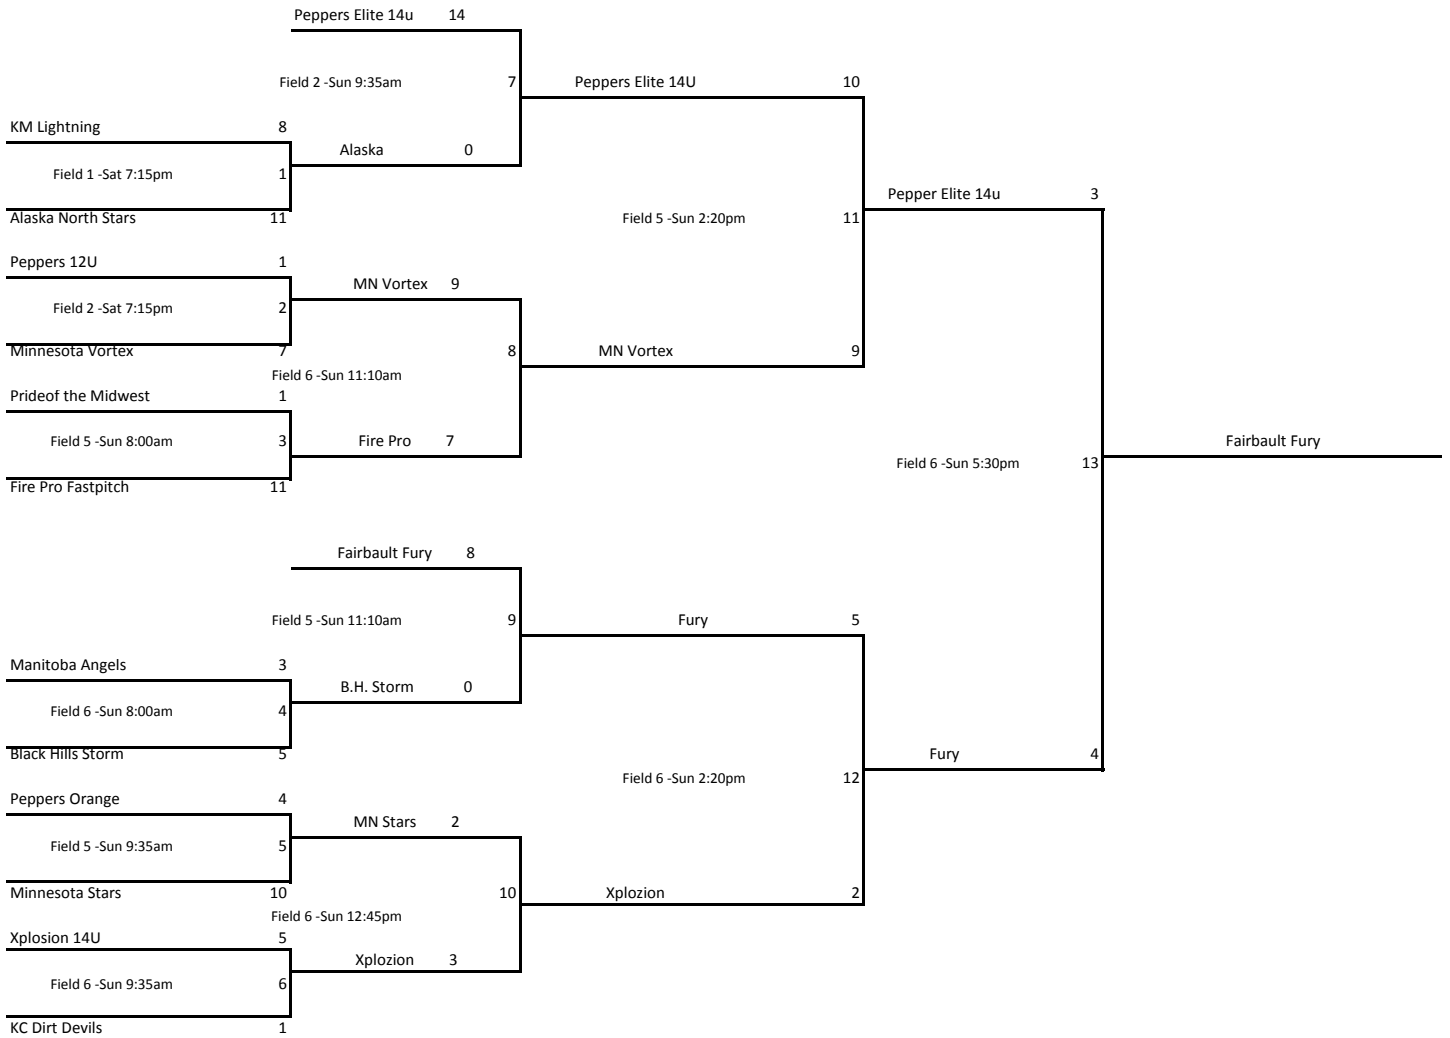 Peppers Elite 14u 14
Field 2 -Sun 9:35am 7 Peppers Elite 14U 10
KM Lightning 8
Alaska 0
Field 1 -Sat 7:15pm 1
Pepper Elite 14u 3
Alaska North Stars 11 Field 5 -Sun 2:20pm 11
Peppers 12U 1
MN Vortex 9
Field 2 -Sat 7:15pm 2
Minnesota Vortex 7 8 MN Vortex 9
Field 6 -Sun 11:10am
Prideof the Midwest 1
Field 5 -Sun 8:00am 3 Fire Pro 7 Fairbault Fury
Field 6 -Sun 5:30pm 13
Fire Pro Fastpitch 11
Fairbault Fury 8
Field 5 -Sun 11:10am 9 Fury 5
Manitoba Angels 3
B.H. Storm 0
Field 6 -Sun 8:00am 4
Black Hills Storm 5 Fury 4
Field 6 -Sun 2:20pm 12
Peppers Orange 4
MN Stars 2
Field 5 -Sun 9:35am 5
Minnesota Stars 10 10 Xplozion 2
Field 6 -Sun 12:45pm
Xplosion 14U 5
Xplozion 3
Field 6 -Sun 9:35am 6
KC Dirt Devils 1